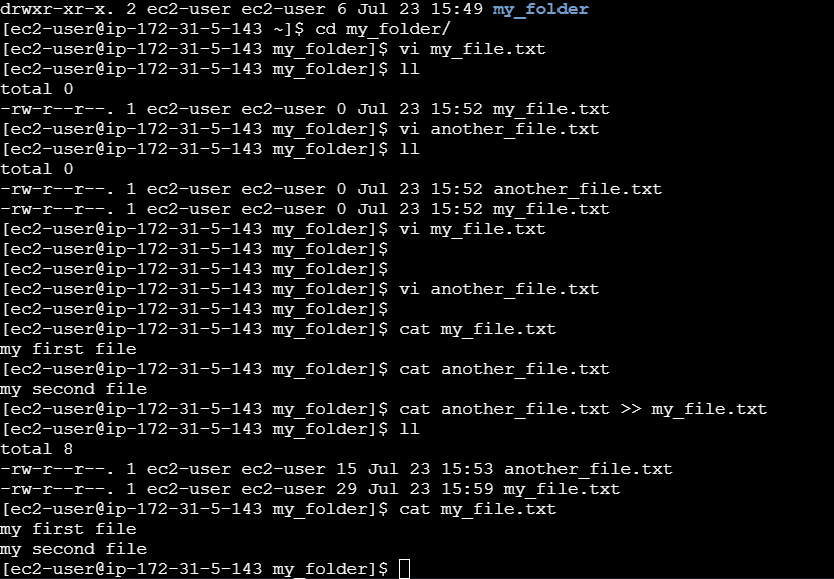 drwxr-xr-x. 2 ec2-user ec2-user 6 Jul 23 15:49 my_folder
[ec2-user@ip-172-31-5-143 ~]$ cd my_folder/
[ec2-user@ip-172-31-5-143 my_folder]$ vi my_file.txt
[ec2-user@ip-172-31-5-143 my_folder]$ ll
total 0
-rw-r--r--. 1 ec2-user ec2-user 0 Jul 23 15:52 my_file.txt
[ec2-user@ip-172-31-5-143 my_folder]$ vi another_file.txt
[ec2-user@ip-172-31-5-143 my_folder]$ ll
total 0
-rw-r--r--. 1 ec2-user ec2-user 0 Jul 23 15:52 another_file.txt
-rw-r--r--. 1 ec2-user ec2-user 0 Jul 23 15:52 my_file.txt
[ec2-user@ip-172-31-5-143 my_folder]$ vi my_file.txt
[ec2-user@ip-172-31-5-143 my_folder]$
[ec2-user@ip-172-31-5-143 my_folder]$
[ec2-user@ip-172-31-5-143 my_folder]$ vi another_file.txt
[ec2-user@ip-172-31-5-143 my_folder]$
[ec2-user@ip-172-31-5-143 my_folder]$ cat my_file.txt
my first file
[ec2-user@ip-172-31-5-143 my_folder]$ cat another_file.txt
my second file
[ec2-user@ip-172-31-5-143 my_folder]$ cat another_file.txt >> my_file.txt
[ec2-user@ip-172-31-5-143 my_folder]$ ll
total 8
-rw-r--r--. 1 ec2-user ec2-user 15 Jul 23 15:53 another_file.txt
-rw-r--r--. 1 ec2-user ec2-user 29 Jul 23 15:59 my_file.txt
[ec2-user@ip-172-31-5-143 my_folder]$ cat my_file.txt
my first file
my second file
[ec2-user@ip-172-31-5-143 my_folder]$